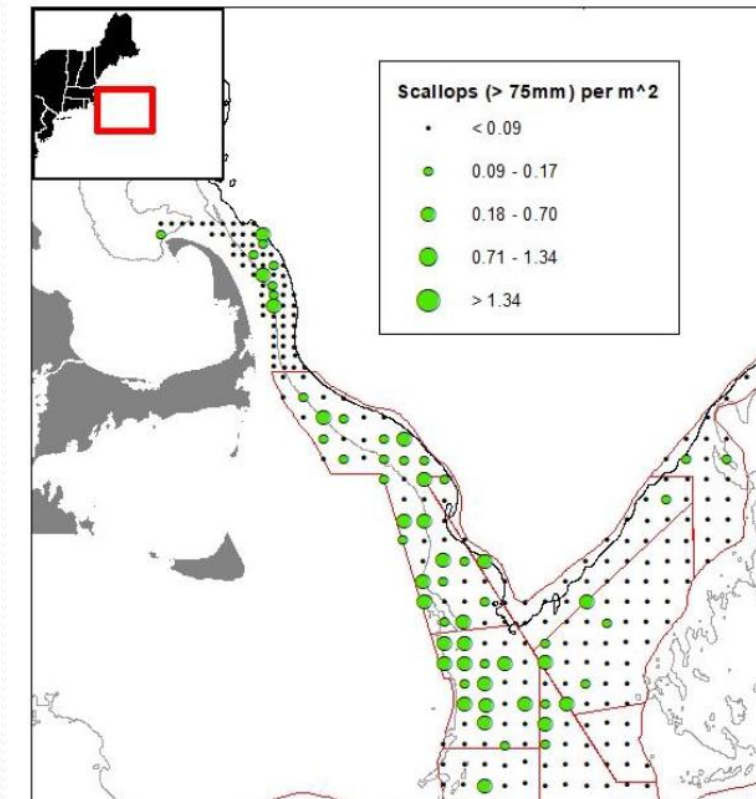 Scallops (> 75mm) per m^2
< 0.09
0.09 - 0.17
0.18 - 0.70
0.71 - 1.34
> 1.34